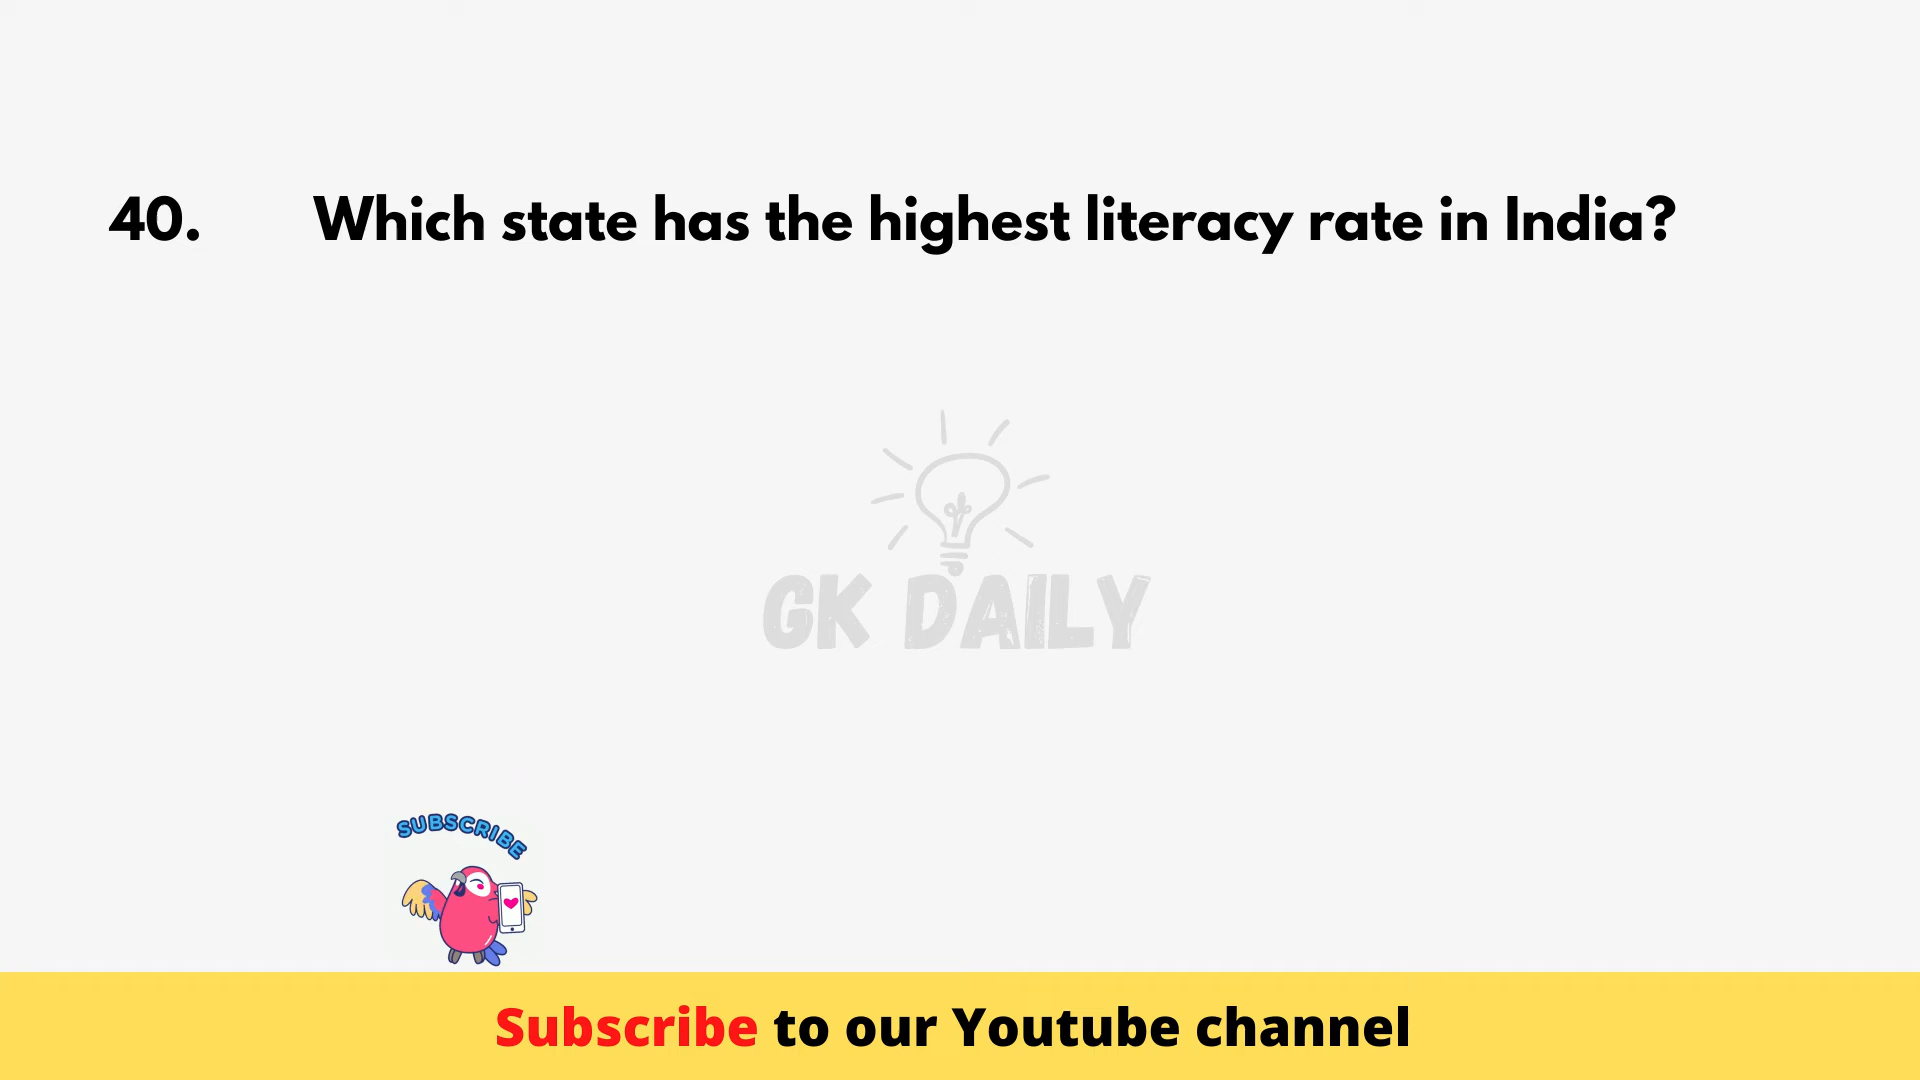 40. Which state has the highest literacy rate in India?
GK DAILY
SUBSCRIBE
Subscribe to our Youtube channel